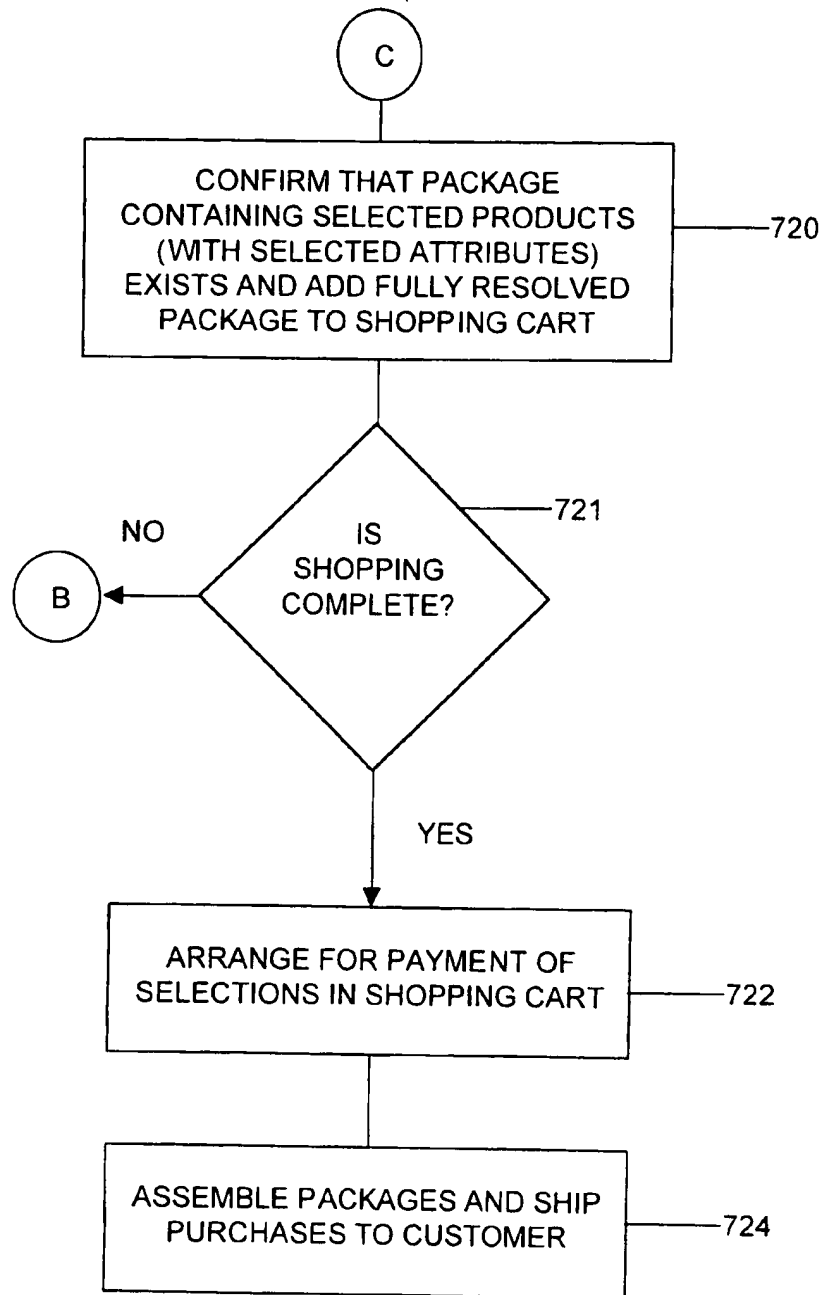 C
CONFIRM THAT PACKAGE
CONTAINING SELECTED PRODUCTS
(WITH SELECTED ATTRIBUTES)
EXISTS AND ADD FULLY RESOLVED
PACKAGE TO SHOPPING CART
720
721
NO
IS
SHOPPING
COMPLETE?
B
YES
ARRANGE FOR PAYMENT OF
SELECTIONS IN SHOPPING CART
722
ASSEMBLE PACKAGES AND SHIP
PURCHASES TO CUSTOMER
724